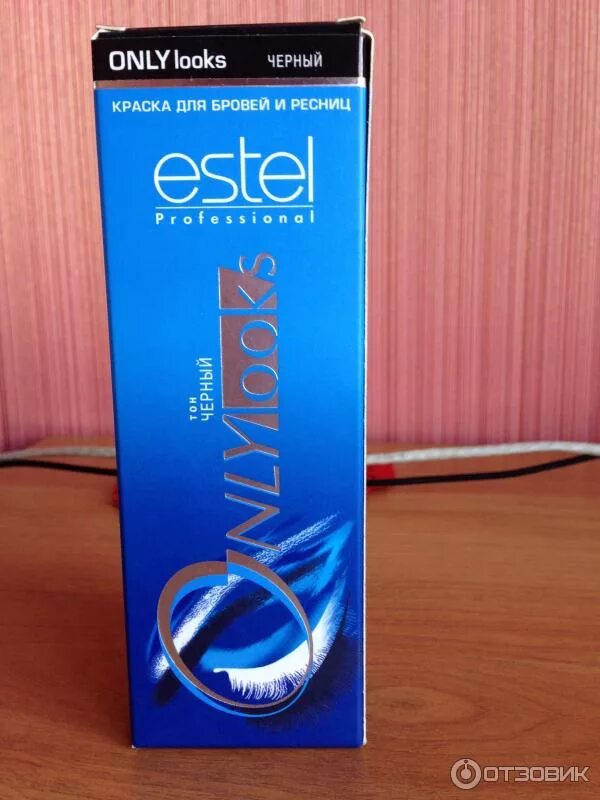 ONLY looks ЧЕРНЫЙ
КРАСКА ДЛЯ БРОВЕЙ И РЕСНИЦ
estel
Professional
ТОН
ЧЕРНЫЙ
ONLY looks
ОТЗОВИК